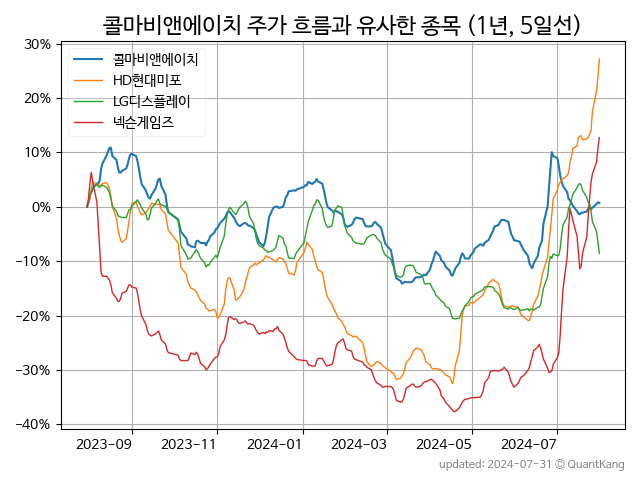 콜마비앤에이치 주가 흐름과 유사한 종목 (1년, 5일선)
30%
20%
10%
0%
−10%
−20%
−30%
−40%
콜마비앤에이치
HD현대미포
LG디스플레이
넥슨게임즈
2023-09
2023-11
2024-01
2024-03
2024-05
2024-07
updated: 2024-07-31 © QuantKang